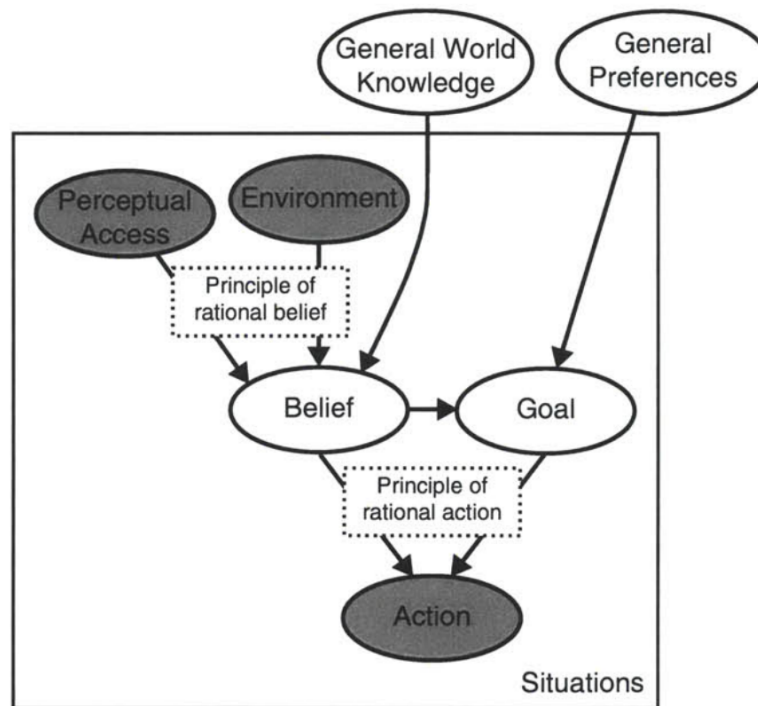 General World
Knowledge
General
Preferences
Perceptual
Access
Environment
Principle of
rational belief
Belief
Goal
Principle of
rational action
Action
Situations